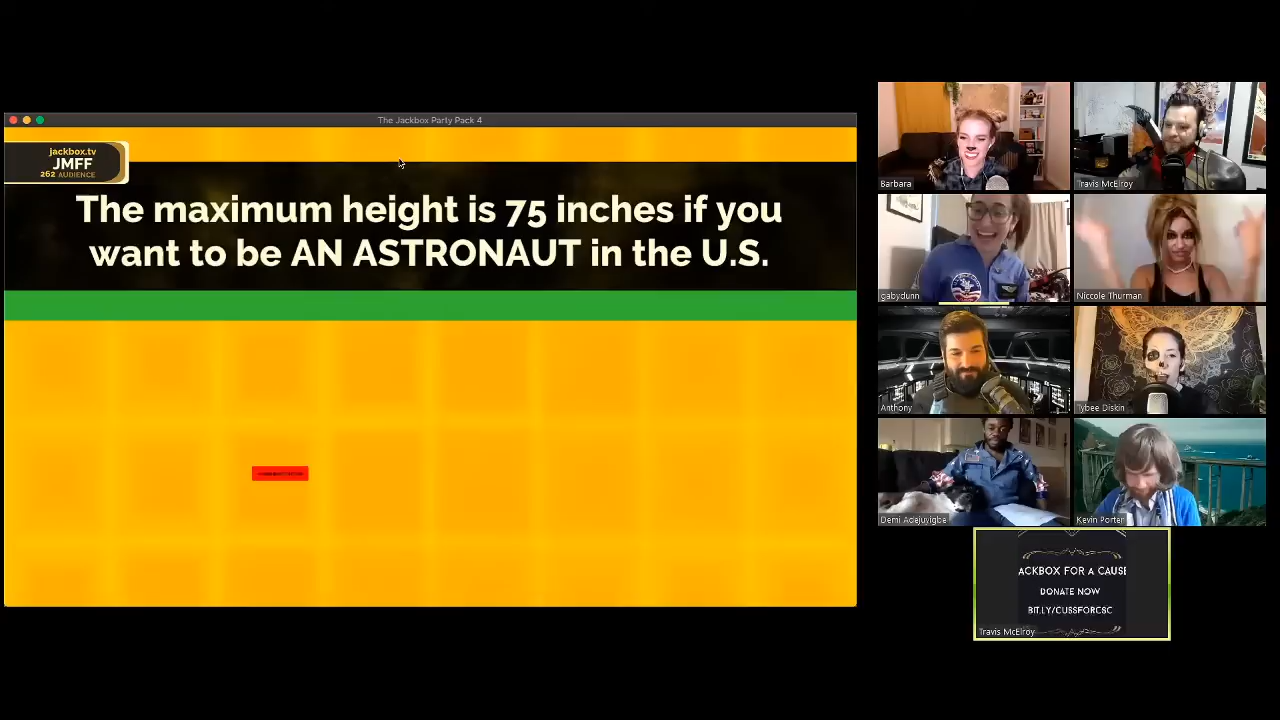 The Jackbox Party Pack 4
jackbox.tv
JMFF
262 AUDIENCE
The maximum height is 75 inches if you
want to be AN ASTRONAUT in the U.S.
Barbara
Travis McElroy
gabydunn
Niccole Thurman
Anthony
Tybee Diskin
Demi Adejuyigbe
Kevin Porter
ACKBOX FOR A CAUSE
DONATE NOW
BIT.LY/CUSSFORCSC
Travis McElroy